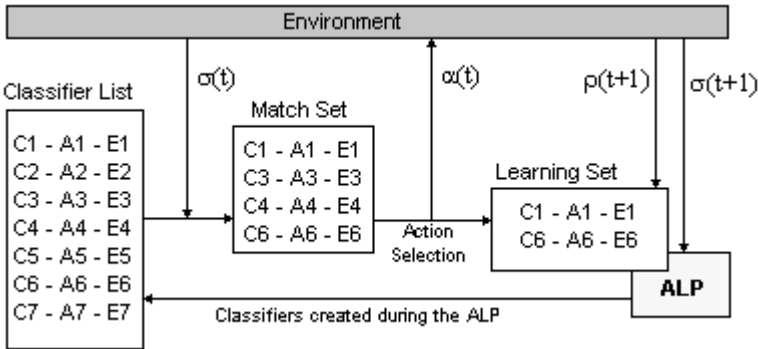 Environment
σ(t)
α(t)
ρ(t+1)
σ(t+1)
Classifier List
C1 - A1 - E1
C2 - A2 - E2
C3 - A3 - E3
C4 - A4 - E4
C5 - A5 - E5
C6 - A6 - E6
C7 - A7 - E7
Match Set
C1 - A1 - E1
C3 - A3 - E3
C4 - A4 - E4
C6 - A6 - E6
Action
Selection
Learning Set
C1 - A1 - E1
C6 - A6 - E6
ALP
Classifiers created during the ALP